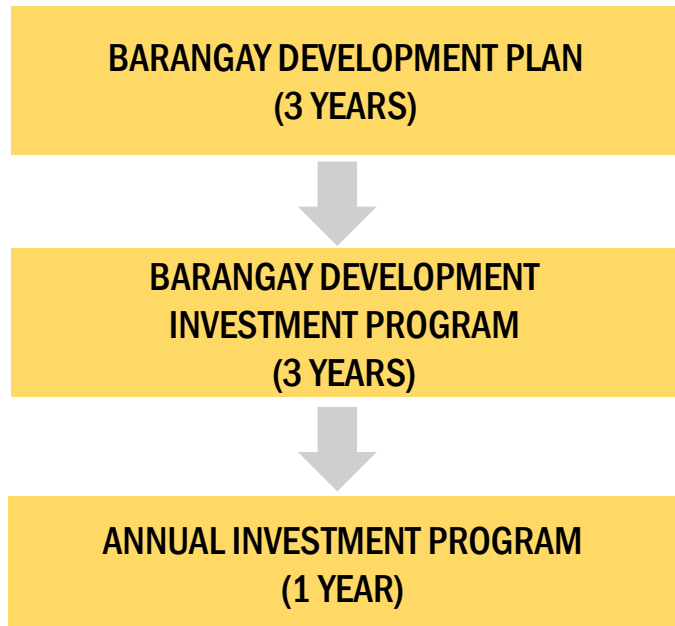 BARANGAY DEVELOPMENT PLAN
(3 YEARS)
BARANGAY DEVELOPMENT
INVESTMENT PROGRAM
(3 YEARS)
ANNUAL INVESTMENT PROGRAM
(1 YEAR)